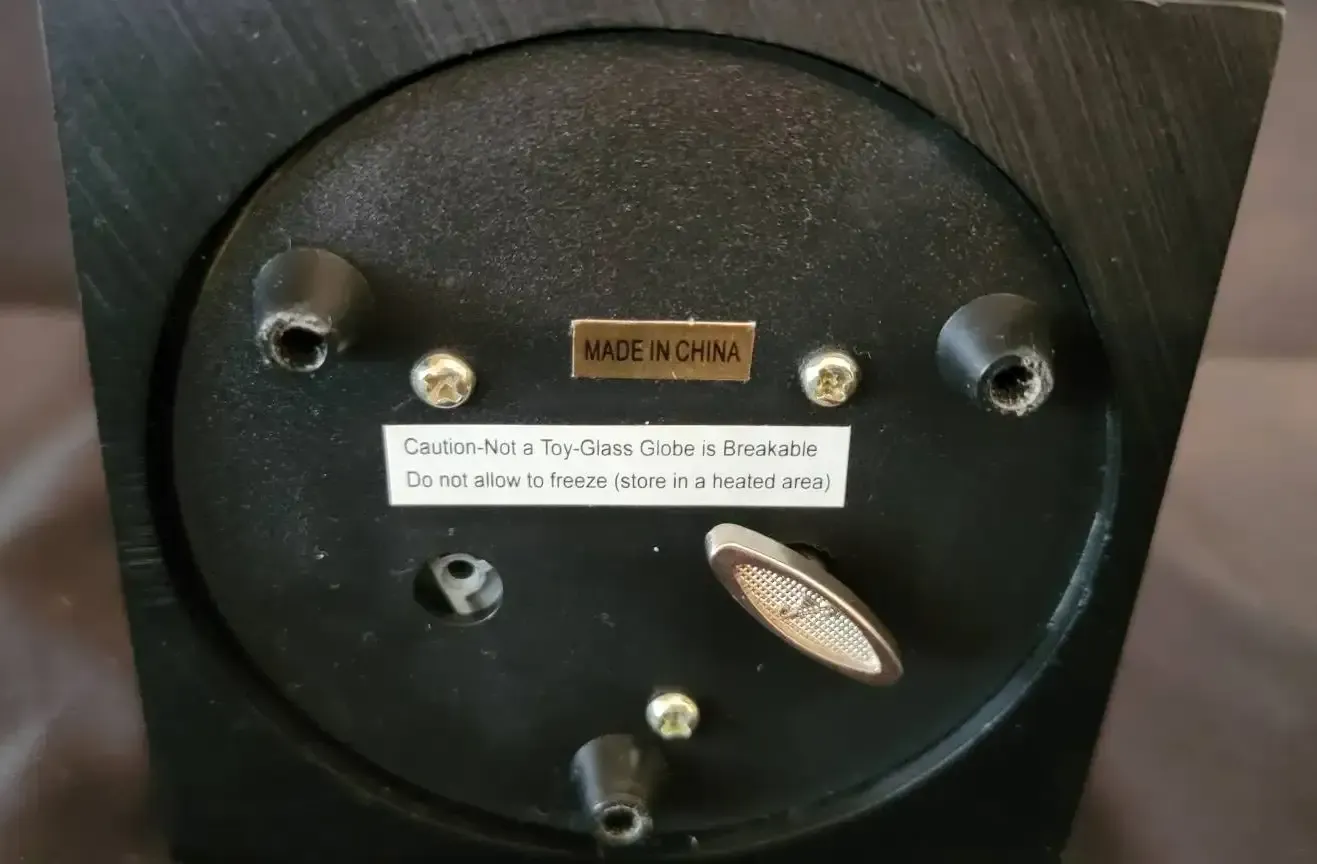 MADE IN CHINA
Caution-Not a Toy-Glass Globe is Breakable
Do not allow to freeze (store in a heated area)